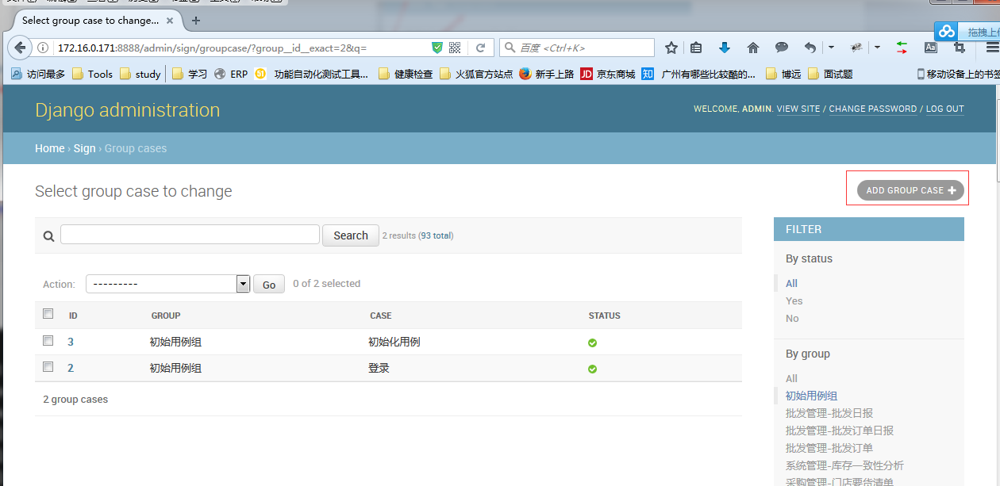 Select group case to change...
172.16.0.171:8888/admin/sign/groupcase/?group__id__exact=2&q=
百度 <Ctrl+K>
拖拽上传
访问最多 Tools study 学习 ERP 功能自动化测试工具... 健康检查 火狐官方站点 新手上路 JD 京东商城 知 广州有哪些比较酷的... 博远 面试题 移动设备上的书签
Django administration
WELCOME, ADMIN. VIEW SITE / CHANGE PASSWORD / LOG OUT
Home › Sign › Group cases
Select group case to change
ADD GROUP CASE +
Search 2 results (93 total)
Action: --------- Go 0 of 2 selected
ID GROUP CASE STATUS
3 初始用例组 初始化用例
2 初始用例组 登录
2 group cases
FILTER
By status
All
Yes
No
By group
All
初始用例组
批发管理-批发日报
批发管理-批发订单日报
批发管理-批发订单
系统管理-库存一致性分析
采购管理-门店要货清单